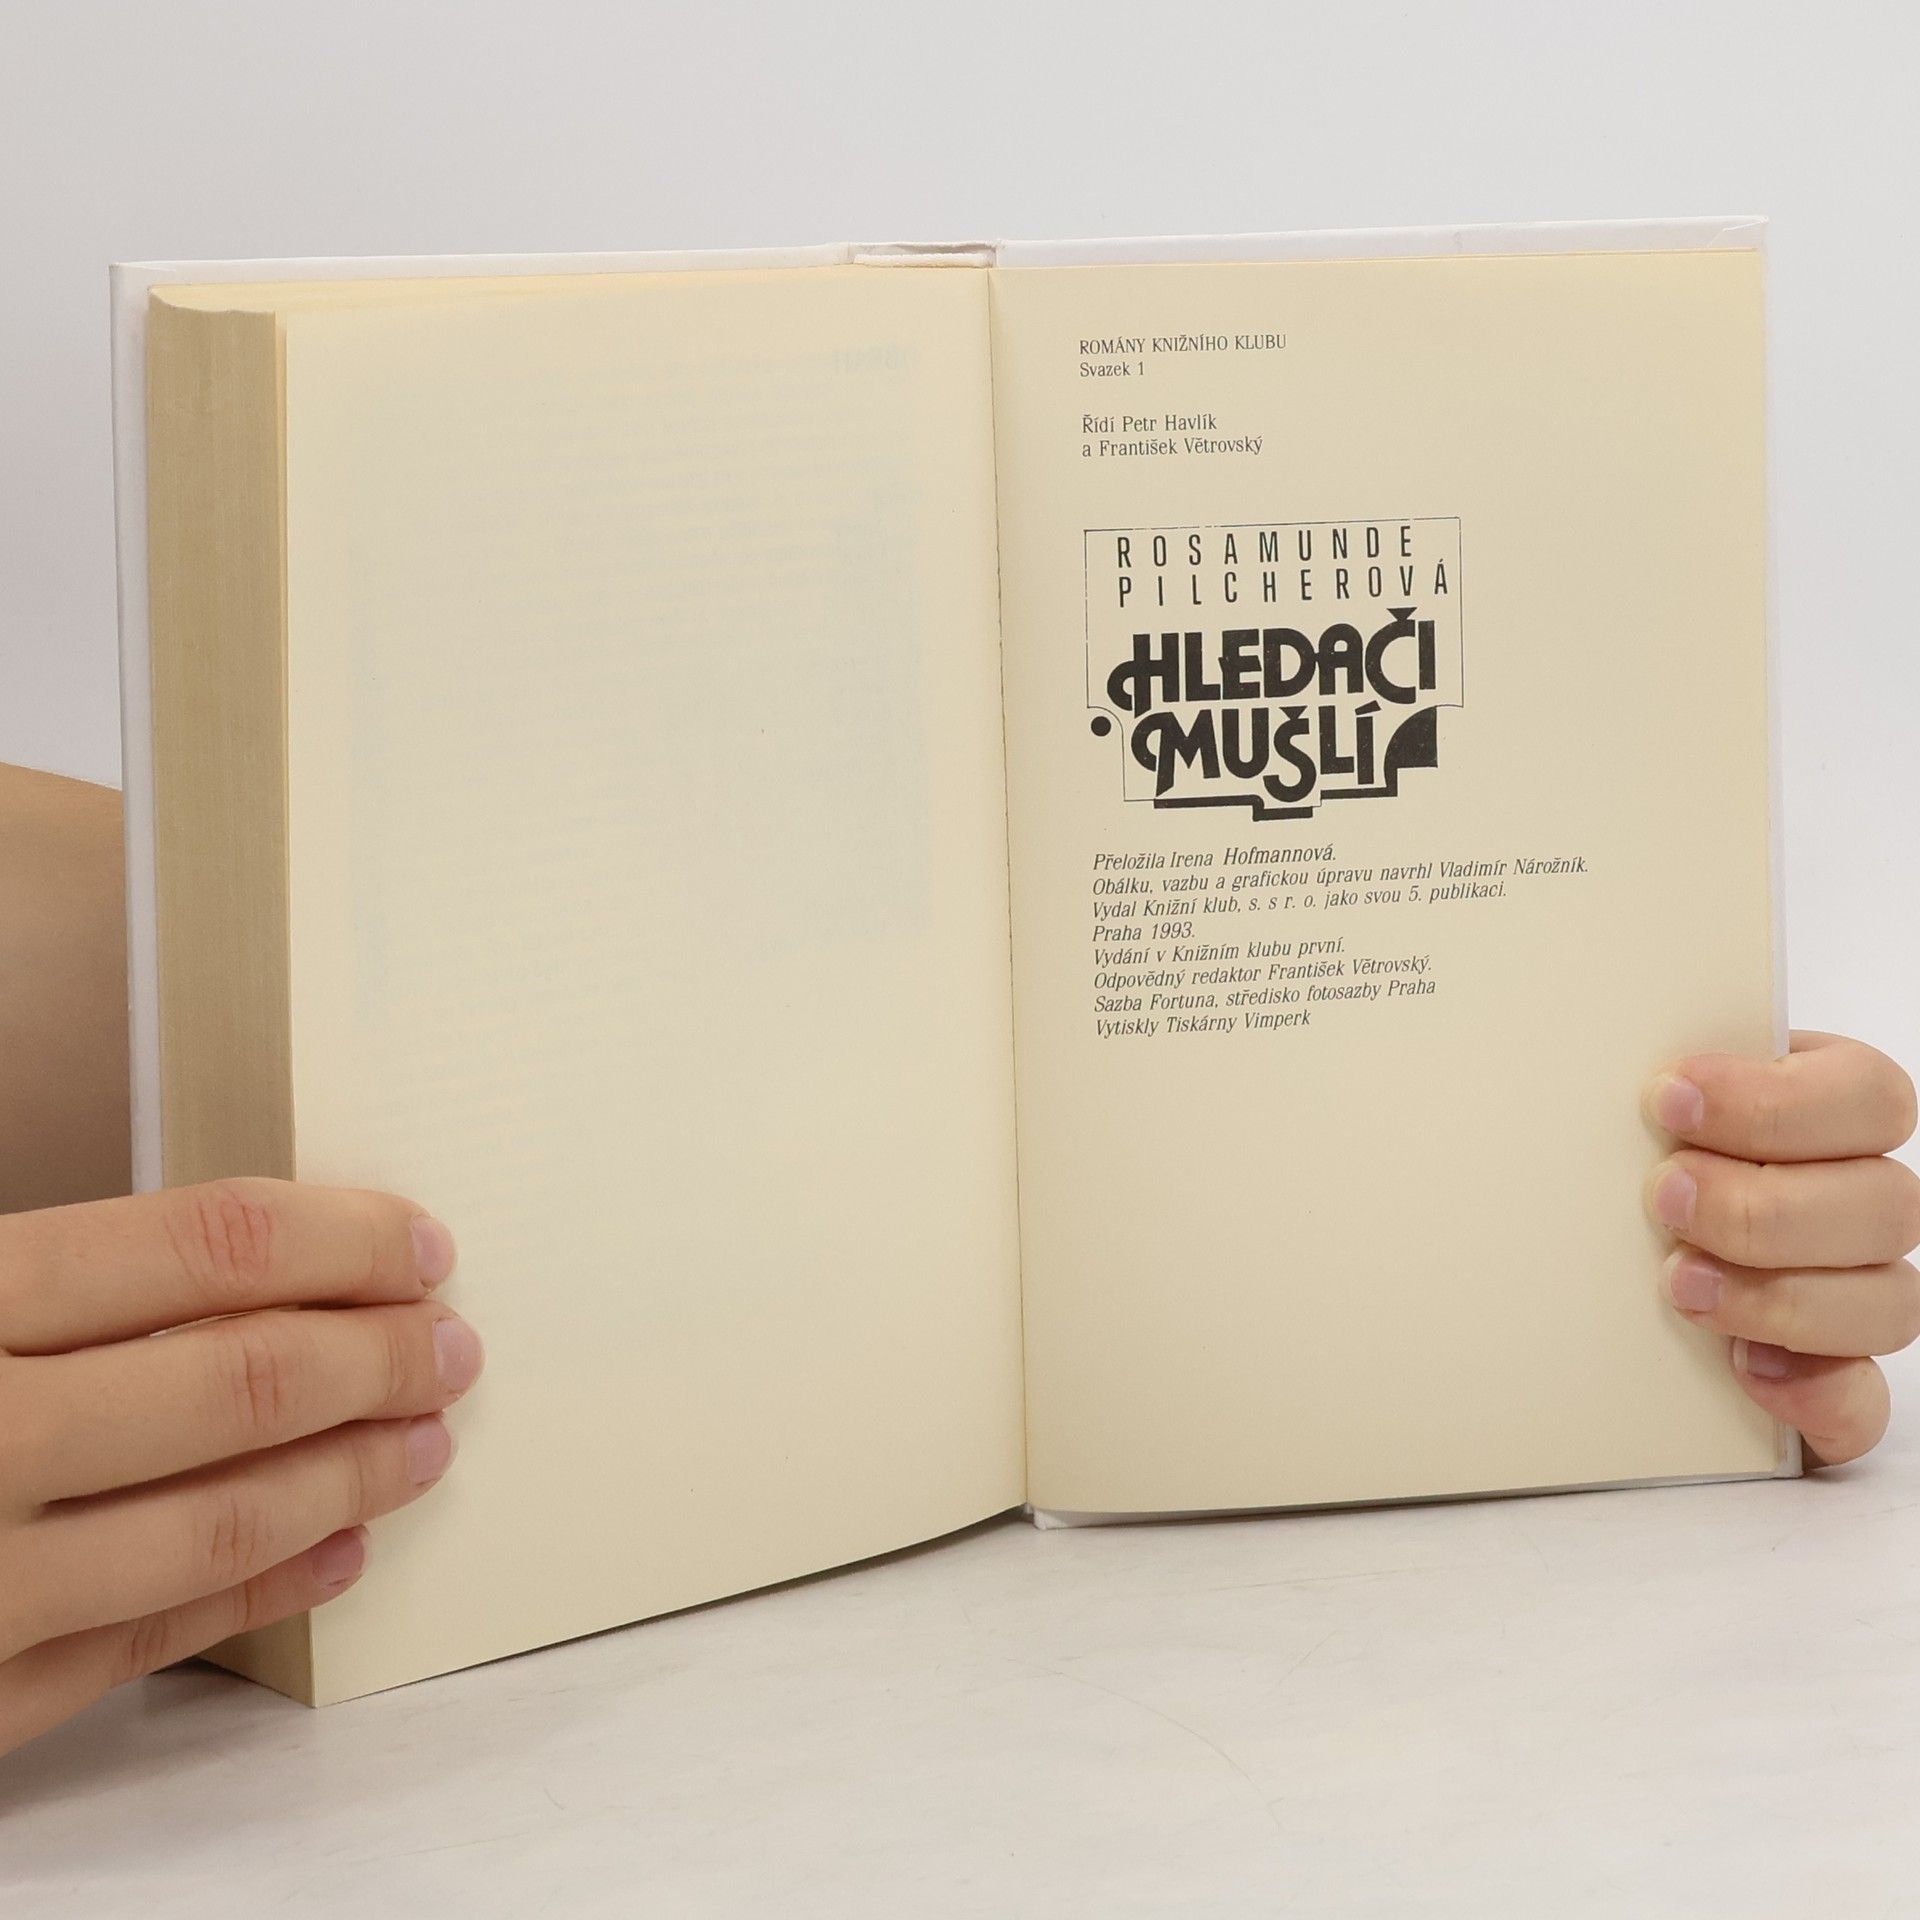 ROMÁNY KNIŽNÍHO KLUBU
Svazek 1
Řídí Petr Havlík
a František Větrovský
ROSAMUNDE
PILCHEROVÁ
HLEDAČI
MUŠLÍ
Přeložila Irena Hofmannová.
Obálku, vazbu a grafickou úpravu navrhl Vladimír Nárožník.
Vydal Knižní klub, s. s r. o. jako svou 5. publikaci.
Praha 1993.
Vydání v Knižním klubu první.
Odpovědný redaktor František Větrovský.
Sazba Fortuna, středisko fotosazby Praha
Vytiskly Tiskárny Vimperk